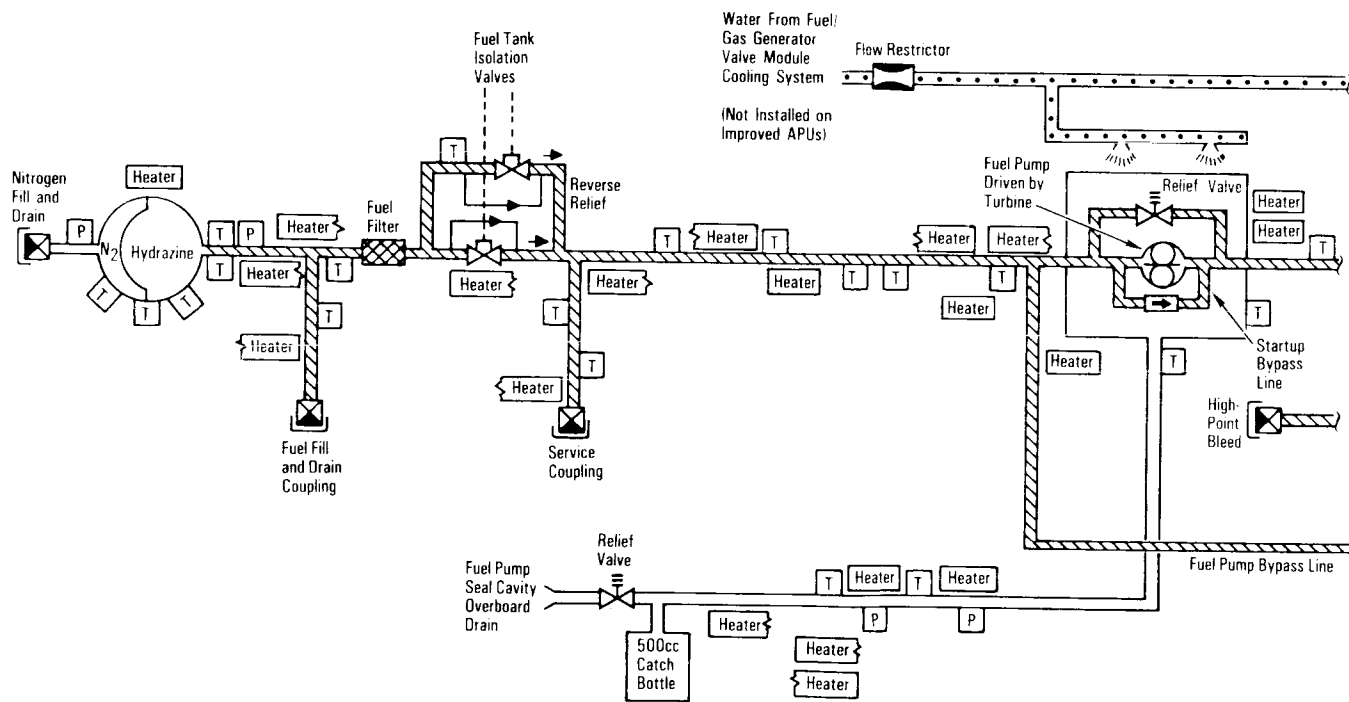 Water From Fuel/
Gas Generator
Valve Module
Cooling System
(Not Installed on
Improved APUs)
Flow Restrictor
Fuel Tank
Isolation
Valves
T
Reverse
Relief
Fuel Pump
Driven by
Turbine
Relief Valve
Heater
Heater
T
T
Startup
Bypass
Line
Nitrogen
Fill and
Drain
P
Heater
N2
Hydrazine
T
T
T
T
P
T
Heater
Heater
T
Fuel
Filter
T
Heater
Fuel Fill
and Drain
Coupling
Heater
Heater
T
T
Heater
Service
Coupling
T
Heater
T
Heater
T
T
Heater
Heater
T
Heater
Heater
T
High-
Point
Bleed
Fuel Pump Bypass Line
Fuel Pump
Seal Cavity
Overboard
Drain
Relief
Valve
500cc
Catch
Bottle
T
Heater
T
Heater
Heater
P
P
Heater
Heater